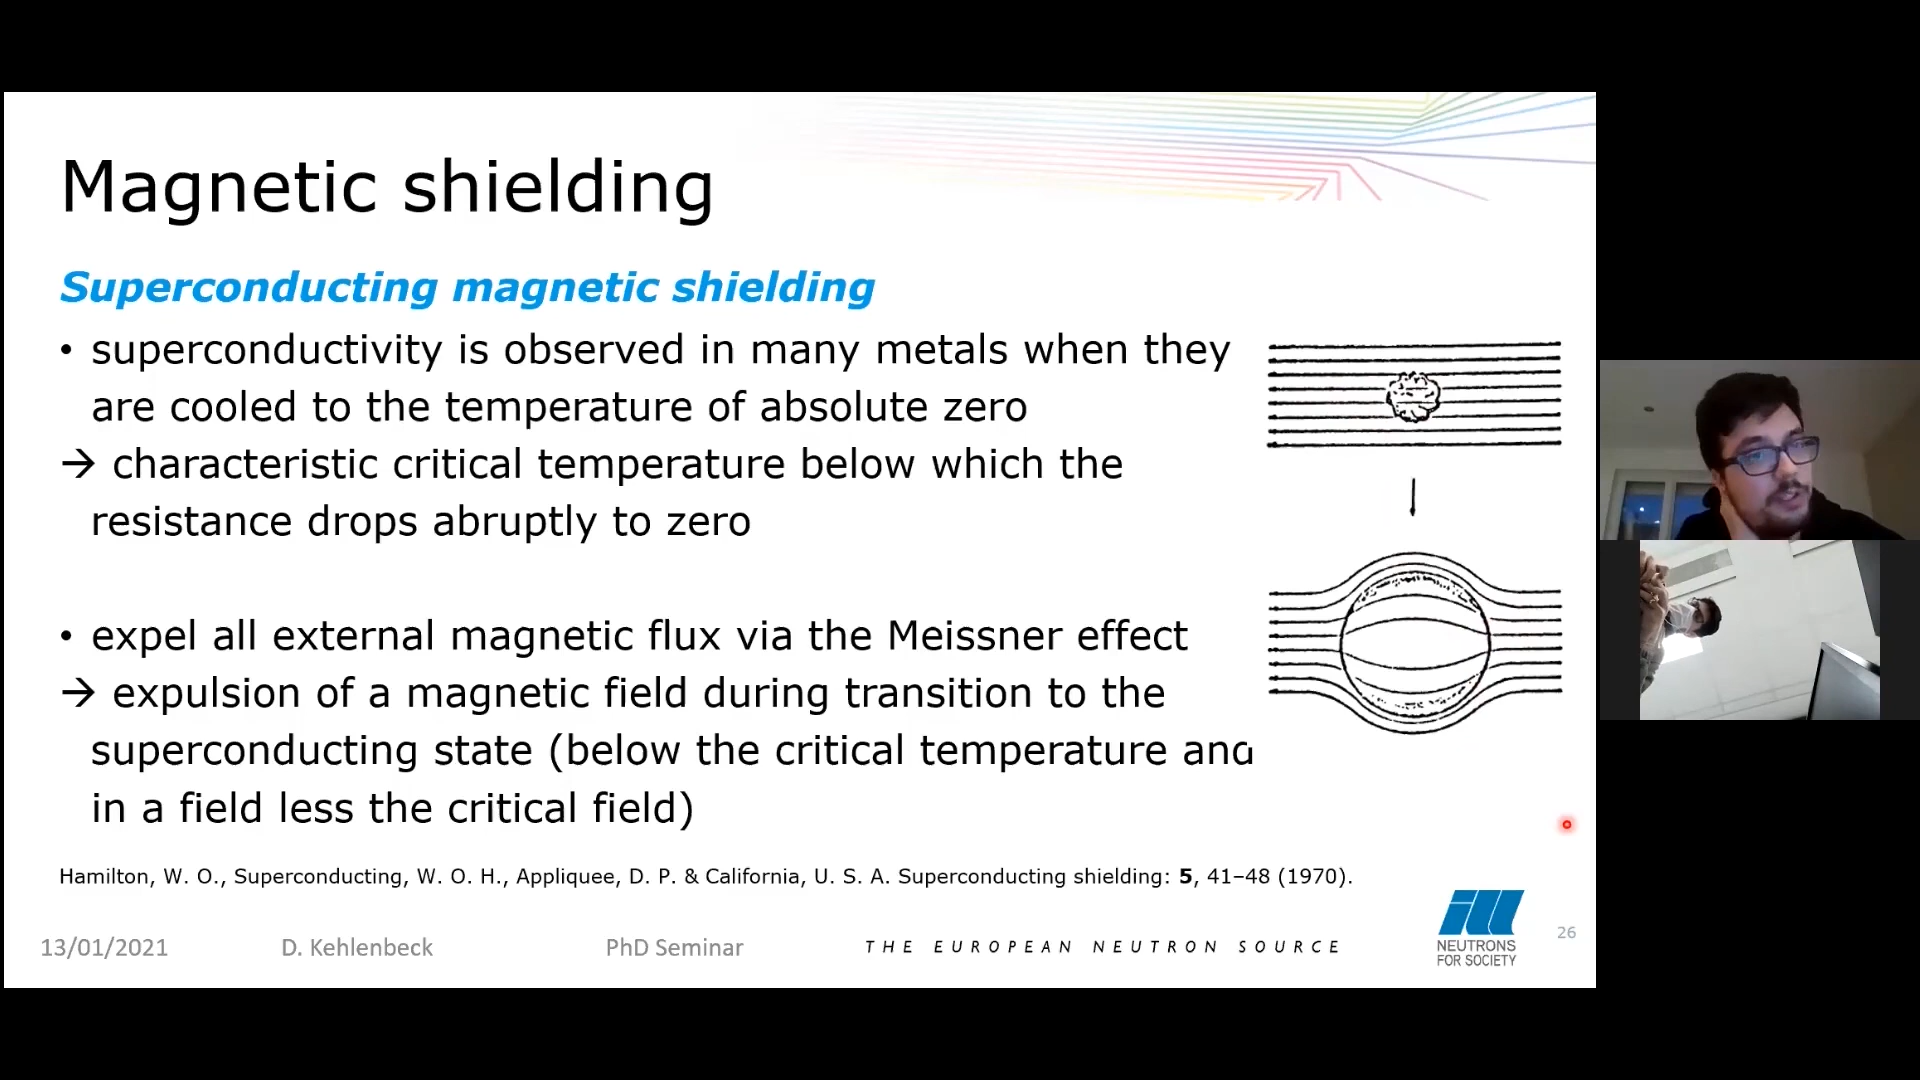 Magnetic shielding
Superconducting magnetic shielding
• superconductivity is observed in many metals when they
are cooled to the temperature of absolute zero
→ characteristic critical temperature below which the
resistance drops abruptly to zero
• expel all external magnetic flux via the Meissner effect
→ expulsion of a magnetic field during transition to the
superconducting state (below the critical temperature and
in a field less the critical field)
Hamilton, W. O., Superconducting, W. O. H., Appliquee, D. P. & California, U. S. A. Superconducting shielding: 5, 41–48 (1970).
13/01/2021 D. Kehlenbeck PhD Seminar THE EUROPEAN NEUTRON SOURCE
ill
NEUTRONS
FOR SOCIETY
26